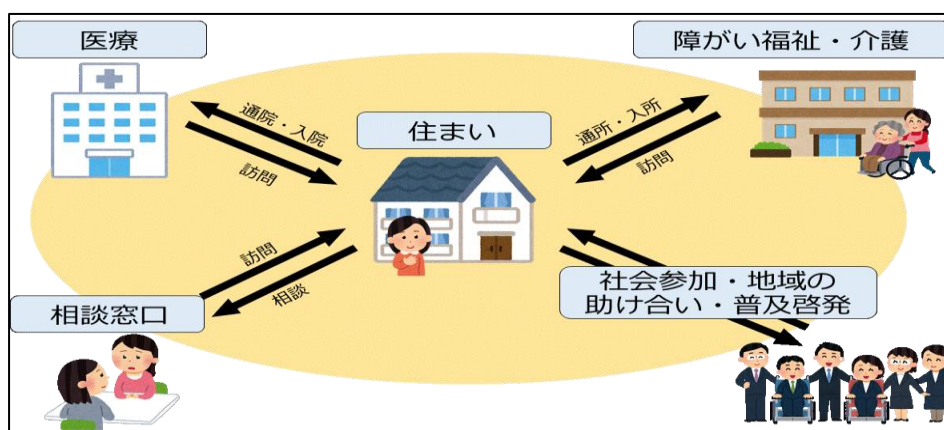 医療
障がい福祉・介護
通院・入院
訪問
住まい
通所・入所
訪問
訪問
相談
相談窓口
社会参加・地域の
助け合い・普及啓発